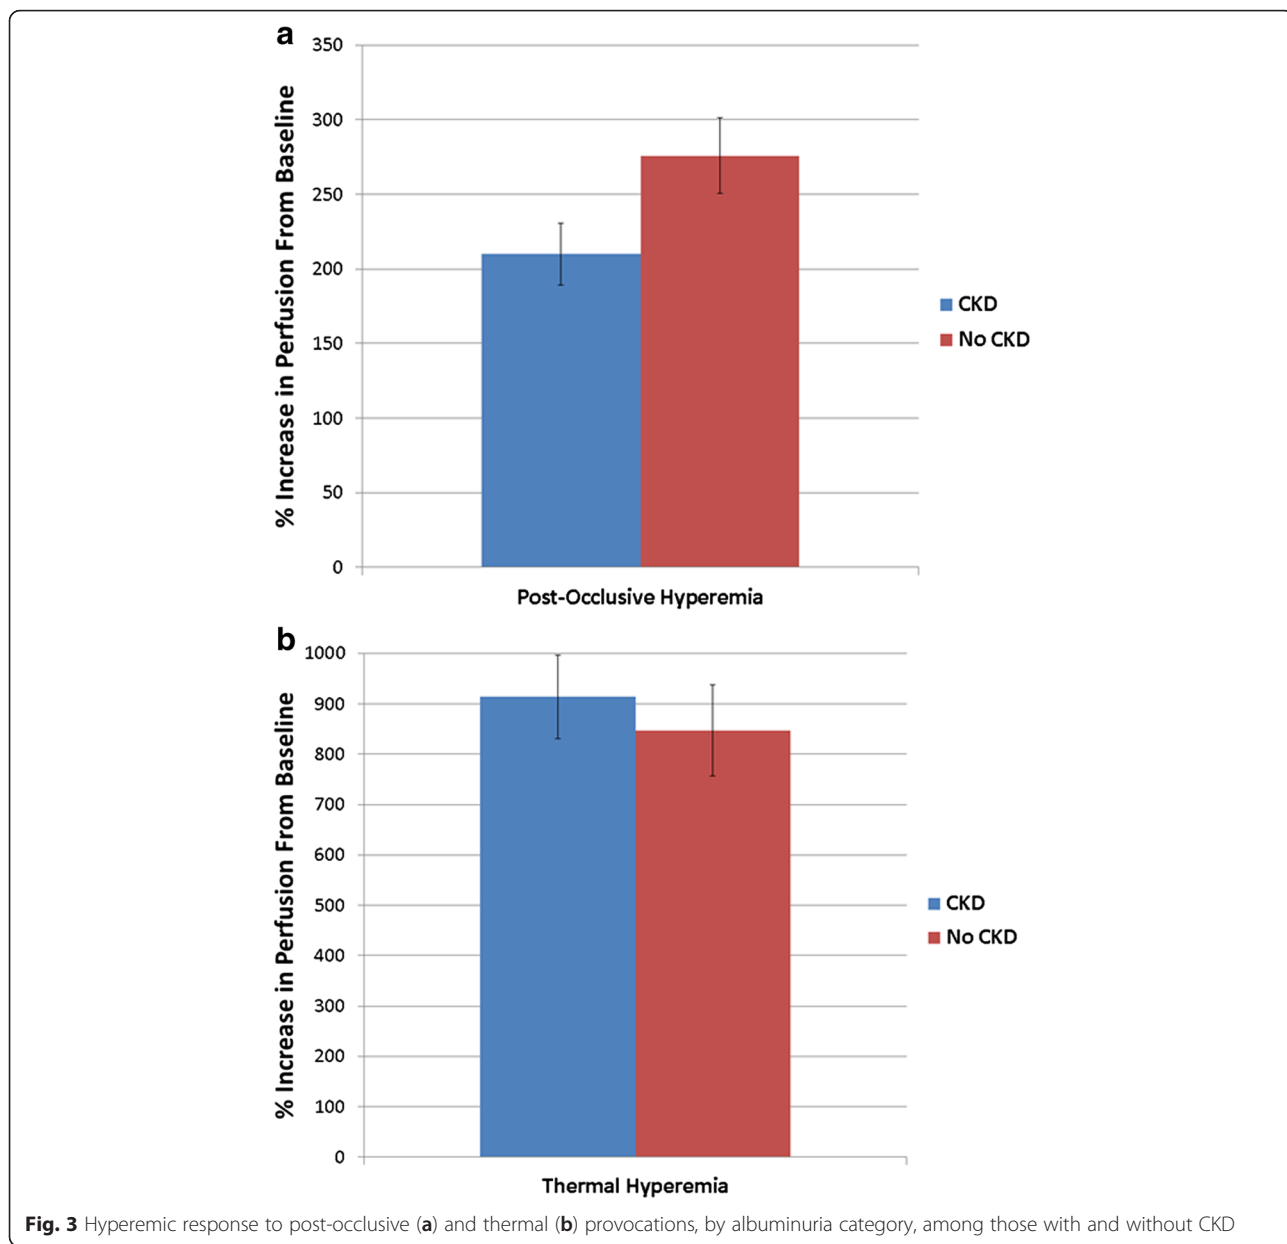 a
350
300
250
200
150
100
50
0
% Increase in Perfusion From Baseline
Post-Occlusive Hyperemia
CKD
No CKD
b
1000
900
800
700
600
500
400
300
200
100
0
% Increase in Perfusion From Baseline
Thermal Hyperemia
CKD
No CKD
Fig. 3 Hyperemic response to post-occlusive (a) and thermal (b) provocations, by albuminuria category, among those with and without CKD